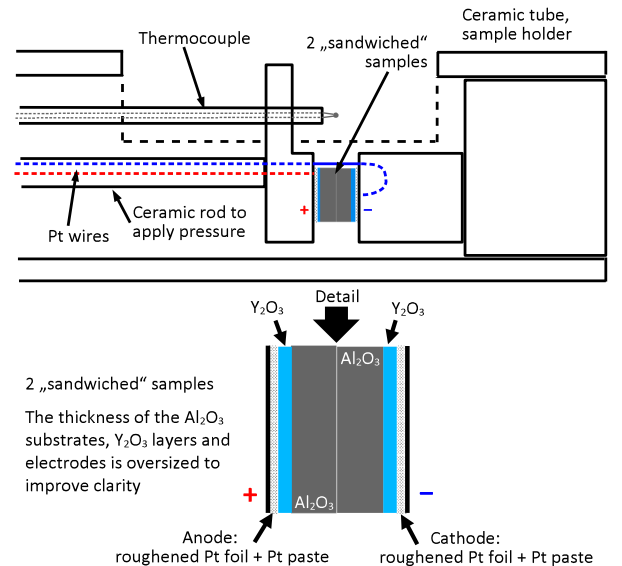 Ceramic tube,
sample holder
Thermocouple
2 „sandwiched“
samples
+
–
Pt wires
Ceramic rod to
apply pressure
Detail
Y₂O₃
Y₂O₃
Al₂O₃
2 „sandwiched“ samples
The thickness of the Al₂O₃
substrates, Y₂O₃ layers and
electrodes is oversized to
improve clarity
+
–
Al₂O₃
Anode:
roughened Pt foil + Pt paste
Cathode:
roughened Pt foil + Pt paste